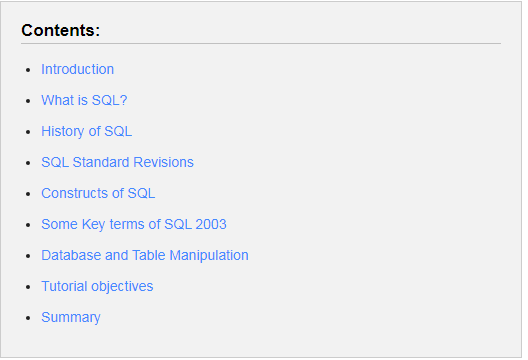 Contents:
Introduction
What is SQL?
History of SQL
SQL Standard Revisions
Constructs of SQL
Some Key terms of SQL 2003
Database and Table Manipulation
Tutorial objectives
Summary